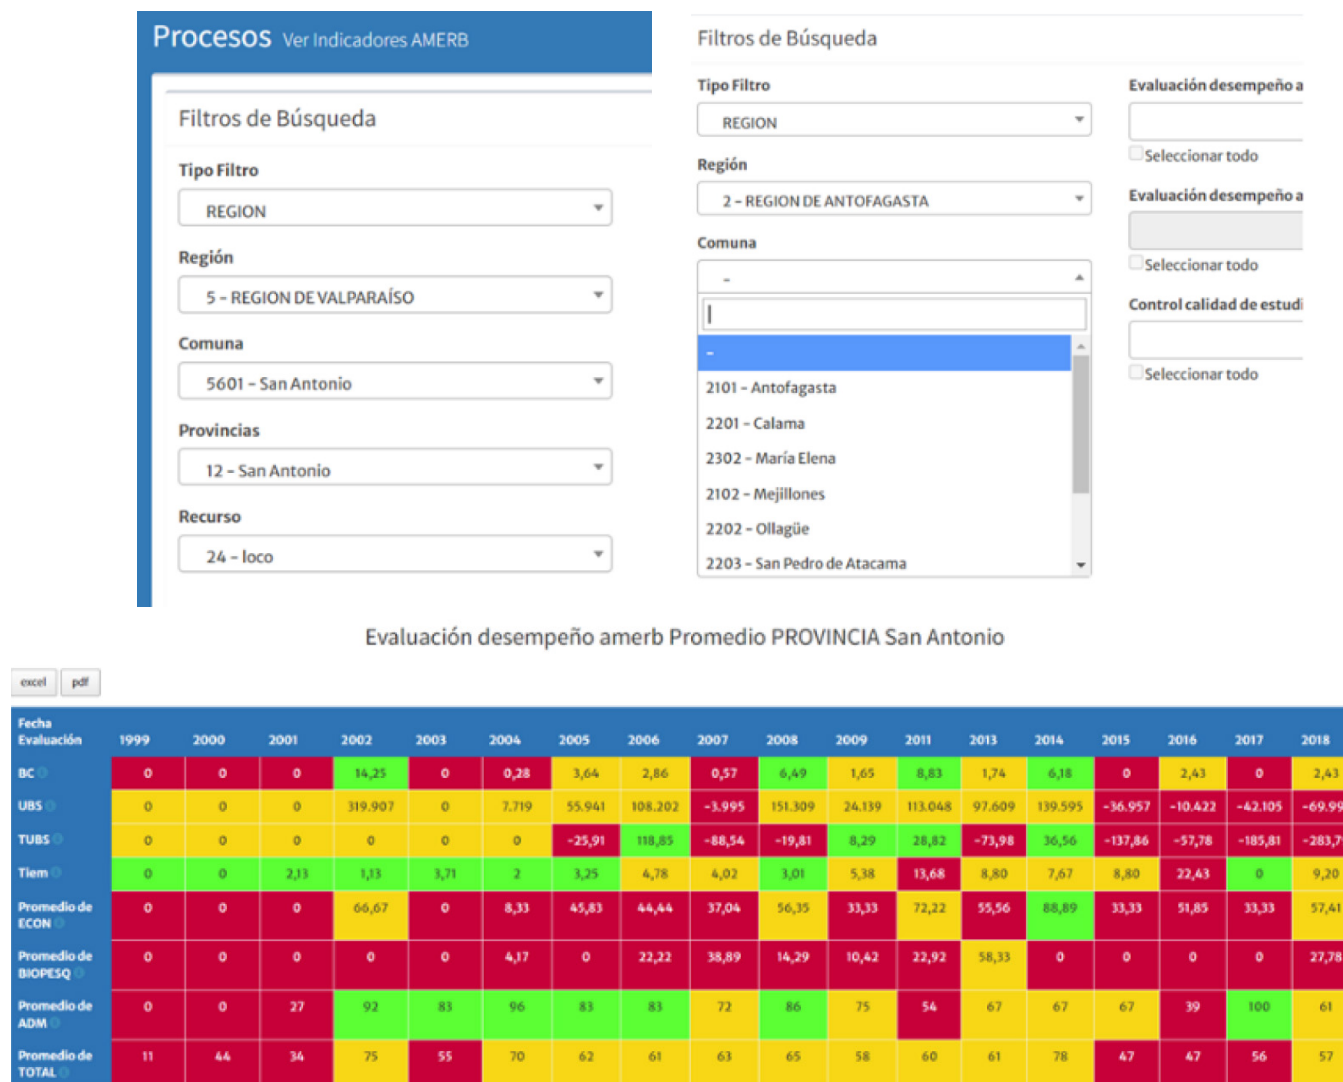 Procesos Ver Indicadores AMERB
Filtros de Búsqueda
Tipo Filtro
REGION
Región
5 - REGION DE VALPARAÍSO
Comuna
5601 - San Antonio
Provincias
12 - San Antonio
Recurso
24 - loco
Filtros de Búsqueda
Tipo Filtro
REGION
Región
2 - REGION DE ANTOFAGASTA
Comuna
-
-
2101 - Antofagasta
2201 - Calama
2302 - María Elena
2102 - Mejillones
2202 - Ollagüe
2203 - San Pedro de Atacama
Evaluación desempeño a
Seleccionar todo
Evaluación desempeño a
Seleccionar todo
Control calidad de estudi
Seleccionar todo
Evaluación desempeño amerb Promedio PROVINCIA San Antonio
excel pdf
Fecha
Evaluación 1999 2000 2001 2002 2003 2004 2005 2006 2007 2008 2009 2011 2013 2014 2015 2016 2017 2018
BC 0 0 0 14,25 0 0,28 3,64 2,86 0,57 6,49 1,65 8,83 1,74 6,18 0 2,43 0 2,43
UBS 0 0 0 319.907 0 7.719 55.941 108.202 -3.995 151.309 24.139 113.048 97.609 139.595 -36.957 -10.422 -42.105 -69.99
TUBS 0 0 0 0 0 0 -25,91 118,85 -88,54 -19,81 8,29 28,82 -73,98 36,56 -137,86 -57,78 -185,81 -283,7
Tiem 0 0 2,13 1,13 3,71 2 3,25 4,78 4,02 3,01 5,38 13,68 8,80 7,67 8,80 22,43 0 9,20
Promedio de
ECON 0 0 0 66,67 0 8,33 45,83 44,44 37,04 56,35 33,33 72,22 55,56 88,89 33,33 51,85 33,33 57,41
Promedio de
BIOPESQ 0 0 0 0 0 4,17 0 22,22 38,89 14,29 10,42 22,92 58,33 0 0 0 0 27,78
Promedio de
ADM 0 0 27 92 83 96 83 83 72 86 75 54 67 67 67 39 100 61
Promedio de
TOTAL 11 44 34 75 55 70 62 61 63 65 58 60 61 78 47 47 56 57